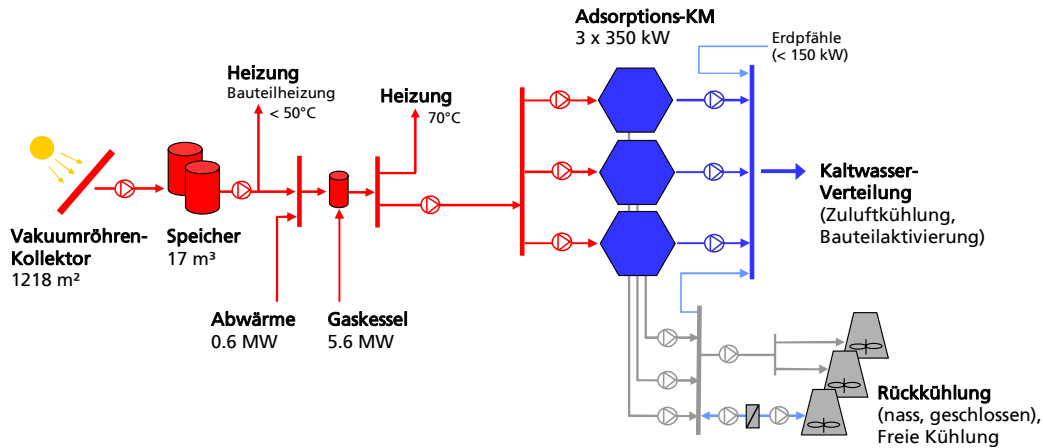 Adsorptions-KM
3 x 350 kW
Erdpfähle
(< 150 kW)
Heizung
Bauteilheizung
< 50°C
Heizung
70°C
Vakuumröhren-
Kollektor
1218 m²
Speicher
17 m³
Kaltwasser-
Verteilung
(Zuluftkühlung,
Bauteilaktivierung)
Abwärme
0.6 MW
Gaskessel
5.6 MW
Rückkühlung
(nass, geschlossen),
Freie Kühlung